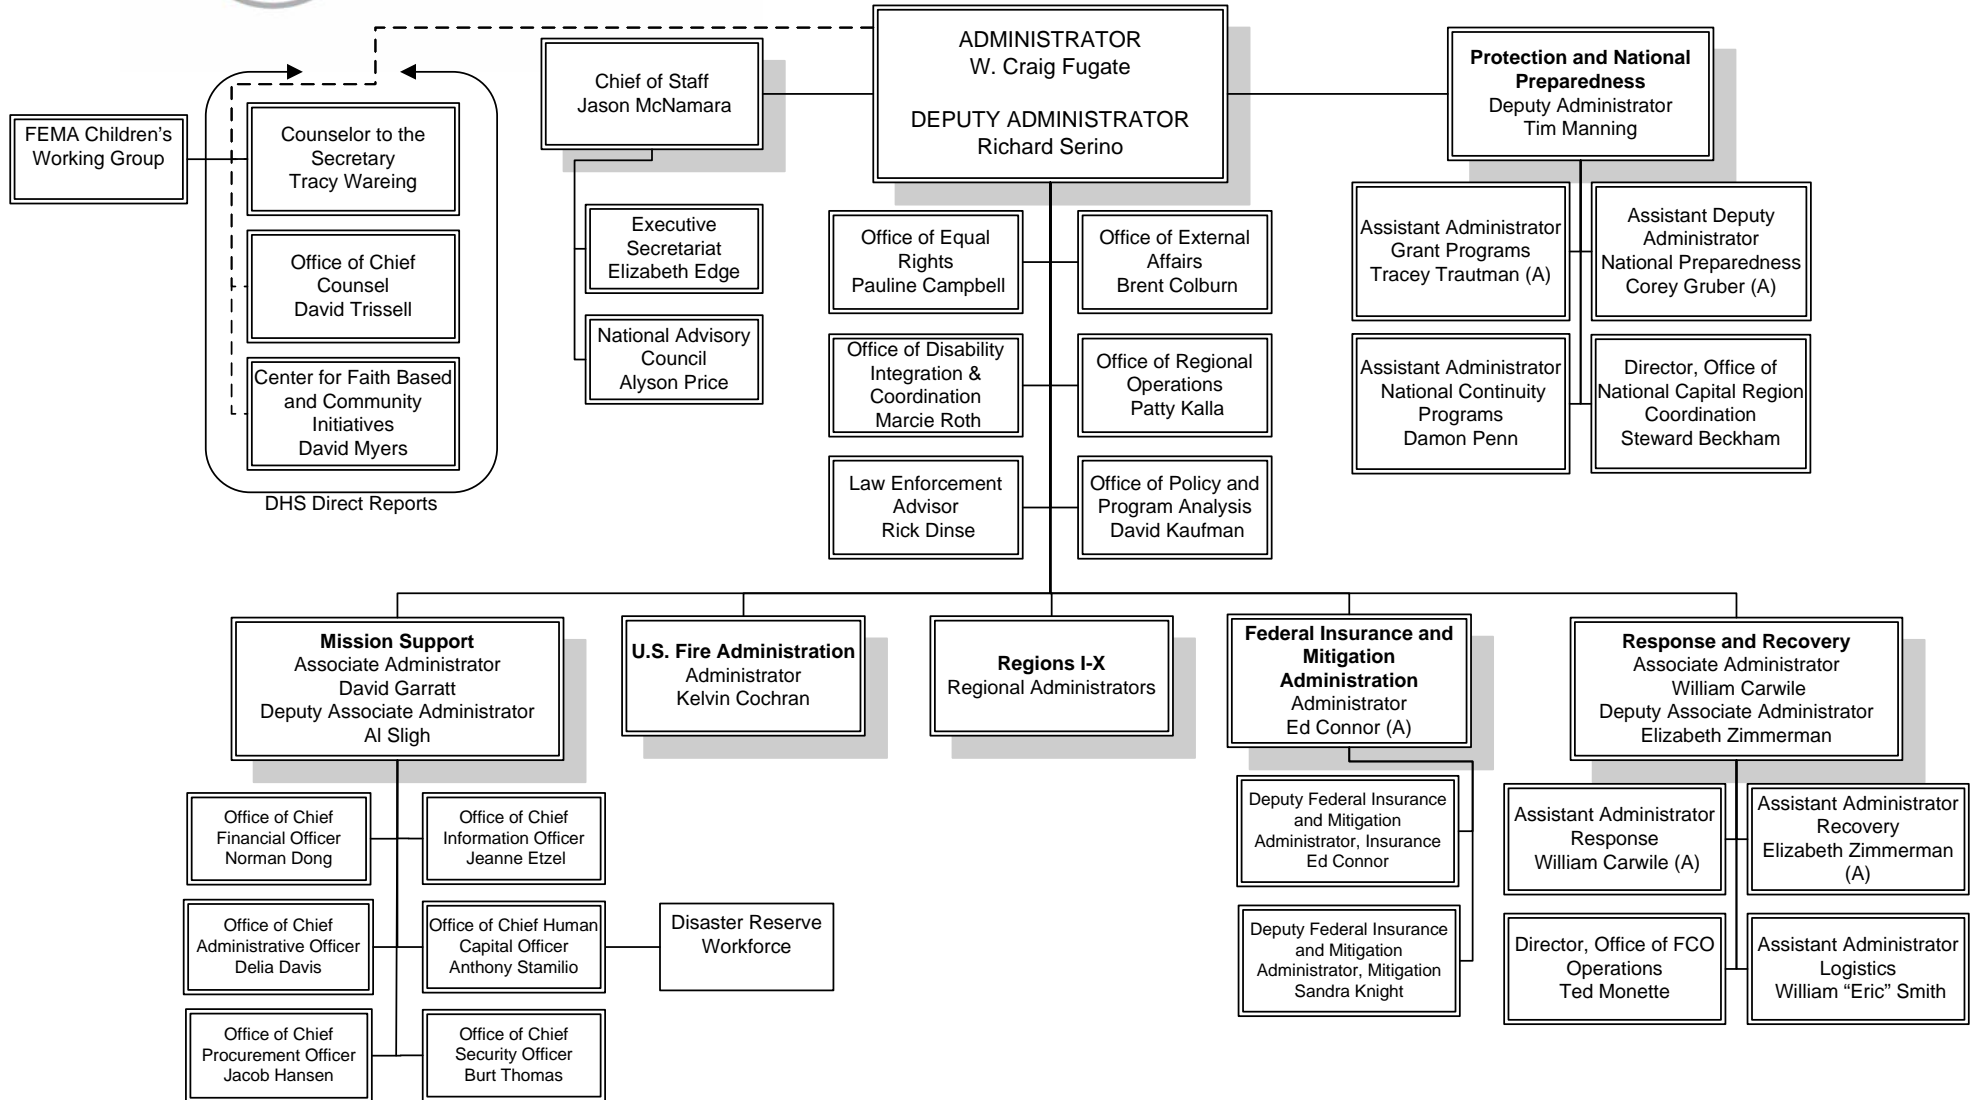 ADMINISTRATOR
W. Craig Fugate
DEPUTY ADMINISTRATOR
Richard Serino
Chief of Staff
Jason McNamara
Protection and National
Preparedness
Deputy Administrator
Tim Manning
FEMA Children's
Working Group
Counselor to the
Secretary
Tracy Wareing
Office of Chief
Counsel
David Trissell
Center for Faith Based
and Community
Initiatives
David Myers
DHS Direct Reports
Executive
Secretariat
Elizabeth Edge
National Advisory
Council
Alyson Price
Office of Equal
Rights
Pauline Campbell
Office of External
Affairs
Brent Colburn
Office of Disability
Integration &
Coordination
Marcie Roth
Office of Regional
Operations
Patty Kalla
Law Enforcement
Advisor
Rick Dinse
Office of Policy and
Program Analysis
David Kaufman
Assistant Administrator
Grant Programs
Tracey Trautman (A)
Assistant Deputy
Administrator
National Preparedness
Corey Gruber (A)
Assistant Administrator
National Continuity
Programs
Damon Penn
Director, Office of
National Capital Region
Coordination
Steward Beckham
Mission Support
Associate Administrator
David Garratt
Deputy Associate Administrator
Al Sligh
U.S. Fire Administration
Administrator
Kelvin Cochran
Regions I-X
Regional Administrators
Federal Insurance and
Mitigation
Administration
Administrator
Ed Connor (A)
Response and Recovery
Associate Administrator
William Carwile
Deputy Associate Administrator
Elizabeth Zimmerman
Office of Chief
Financial Officer
Norman Dong
Office of Chief
Information Officer
Jeanne Etzel
Office of Chief
Administrative Officer
Delia Davis
Office of Chief Human
Capital Officer
Anthony Stamilio
Disaster Reserve
Workforce
Office of Chief
Procurement Officer
Jacob Hansen
Office of Chief
Security Officer
Burt Thomas
Deputy Federal Insurance
and Mitigation
Administrator, Insurance
Ed Connor
Deputy Federal Insurance
and Mitigation
Administrator, Mitigation
Sandra Knight
Assistant Administrator
Response
William Carwile (A)
Assistant Administrator
Recovery
Elizabeth Zimmerman
(A)
Director, Office of FCO
Operations
Ted Monette
Assistant Administrator
Logistics
William “Eric” Smith